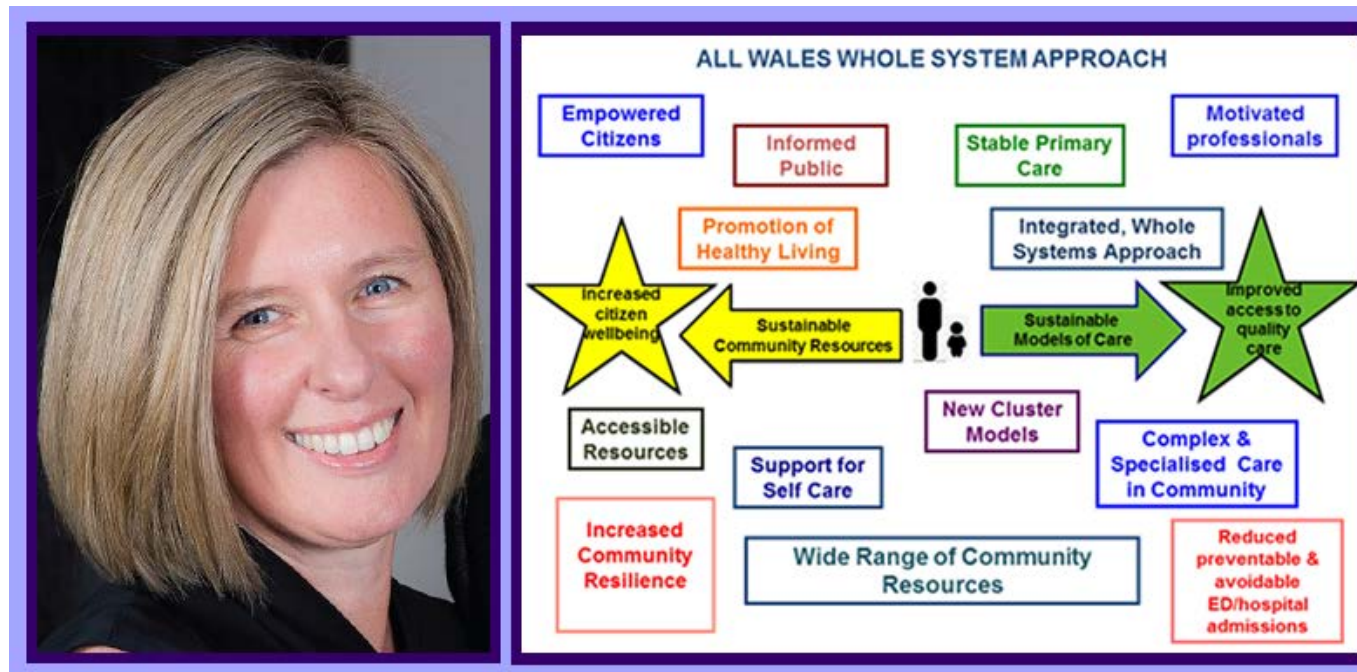 ALL WALES WHOLE SYSTEM APPROACH
Empowered
Citizens
Informed
Public
Stable Primary
Care
Motivated
professionals
Promotion of
Healthy Living
Integrated, Whole
Systems Approach
Increased
citizen
wellbeing
Sustainable
Community Resources
Sustainable
Models of Care
Improved
access to
quality
care
Accessible
Resources
Support for
Self Care
New Cluster
Models
Complex &
Specialised Care
in Community
Increased
Community
Resilience
Wide Range of Community
Resources
Reduced
preventable &
avoidable
ED/hospital
admissions